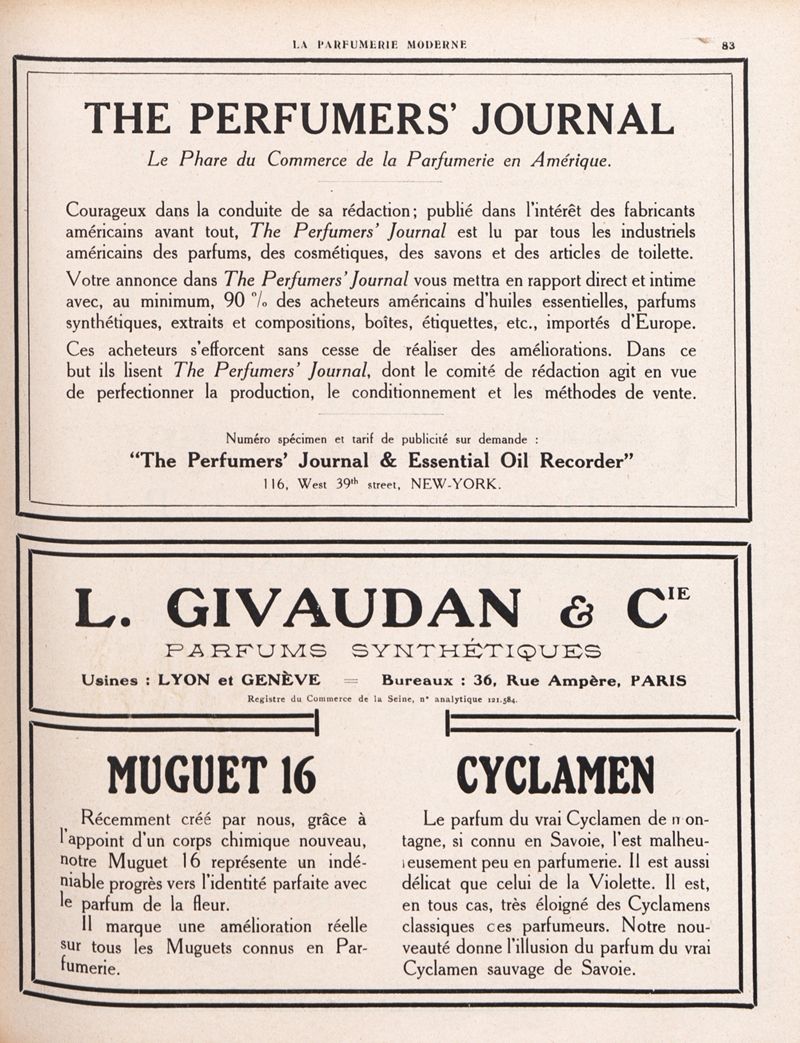 LA PARFUMERIE MODERNE 83
THE PERFUMERS' JOURNAL
Le Phare du Commerce de la Parfumerie en Amérique.
Courageux dans la conduite de sa rédaction; publié dans l'intérêt des fabricants
américains avant tout, The Perfumers' Journal est lu par tous les industriels
américains des parfums, des cosmétiques, des savons et des articles de toilette.
Votre annonce dans The Perfumers' Journal vous mettra en rapport direct et intime
avec, au minimum, 90 % des acheteurs américains d'huiles essentielles, parfums
synthétiques, extraits et compositions, boîtes, étiquettes, etc., importés d'Europe.
Ces acheteurs s'efforcent sans cesse de réaliser des améliorations. Dans ce
but ils lisent The Perfumers' Journal, dont le comité de rédaction agit en vue
de perfectionner la production, le conditionnement et les méthodes de vente.
Numéro spécimen et tarif de publicité sur demande :
"The Perfumers' Journal & Essential Oil Recorder"
116, West 39th street, NEW-YORK.
L. GIVAUDAN & CIE
PARFUMS SYNTHÉTIQUES
Usines : LYON et GENÈVE = Bureaux : 36, Rue Ampère, PARIS
Registre du Commerce de la Seine, n° analytique 121.584.
MUGUET 16
Récemment créé par nous, grâce à
l'appoint d'un corps chimique nouveau,
notre Muguet 16 représente un indé-
niable progrès vers l'identité parfaite avec
le parfum de la fleur.
Il marque une amélioration réelle
sur tous les Muguets connus en Par-
fumerie.
CYCLAMEN
Le parfum du vrai Cyclamen de mon-
tagne, si connu en Savoie, l'est malheu-
reusement peu en parfumerie. Il est aussi
délicat que celui de la Violette. Il est,
en tous cas, très éloigné des Cyclamens
classiques ces parfumeurs. Notre nou-
veauté donne l'illusion du parfum du vrai
Cyclamen sauvage de Savoie.